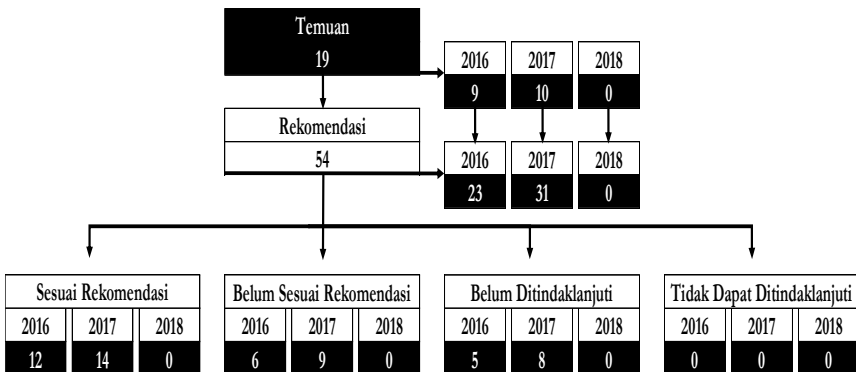 Temuan
19
2016 2017 2018
9 10 0
Rekomendasi
54
2016 2017 2018
23 31 0
Sesuai Rekomendasi Belum Sesuai Rekomendasi Belum Ditindaklanjuti Tidak Dapat Ditindaklanjuti
2016 2017 2018 2016 2017 2018 2016 2017 2018 2016 2017 2018
12 14 0 6 9 0 5 8 0 0 0 0